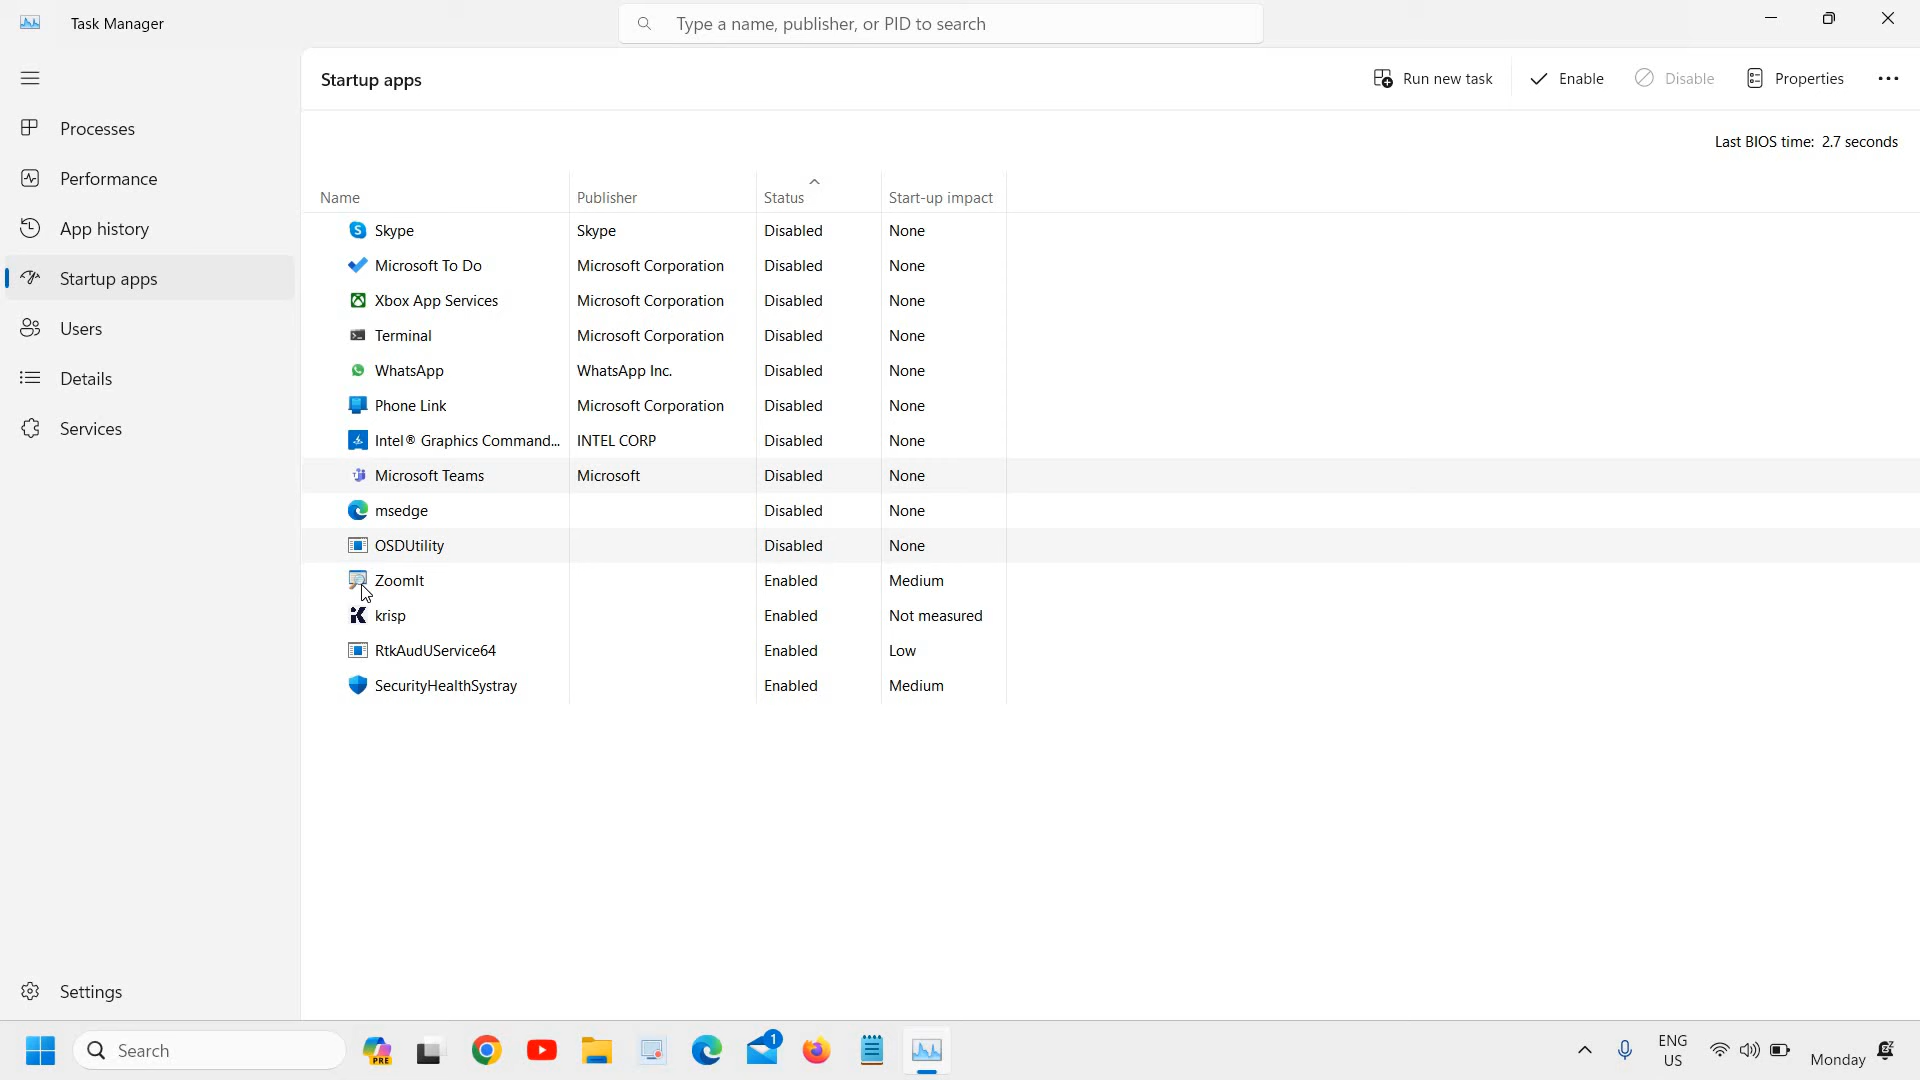 Task Manager
Type a name, publisher, or PID to search
Startup apps
Run new task
Enable
Disable
Properties
Processes
Performance
App history
Startup apps
Users
Details
Services
Settings
Last BIOS time: 2.7 seconds
Name Publisher Status Start-up impact
Skype Skype Disabled None
Microsoft To Do Microsoft Corporation Disabled None
Xbox App Services Microsoft Corporation Disabled None
Terminal Microsoft Corporation Disabled None
WhatsApp WhatsApp Inc. Disabled None
Phone Link Microsoft Corporation Disabled None
Intel® Graphics Command... INTEL CORP Disabled None
Microsoft Teams Microsoft Disabled None
msedge Disabled None
OSDUtility Disabled None
ZoomIt Enabled Medium
krisp Enabled Not measured
RtkAudUService64 Enabled Low
SecurityHealthSystray Enabled Medium
Search
PRE
1
ENG
US
Monday